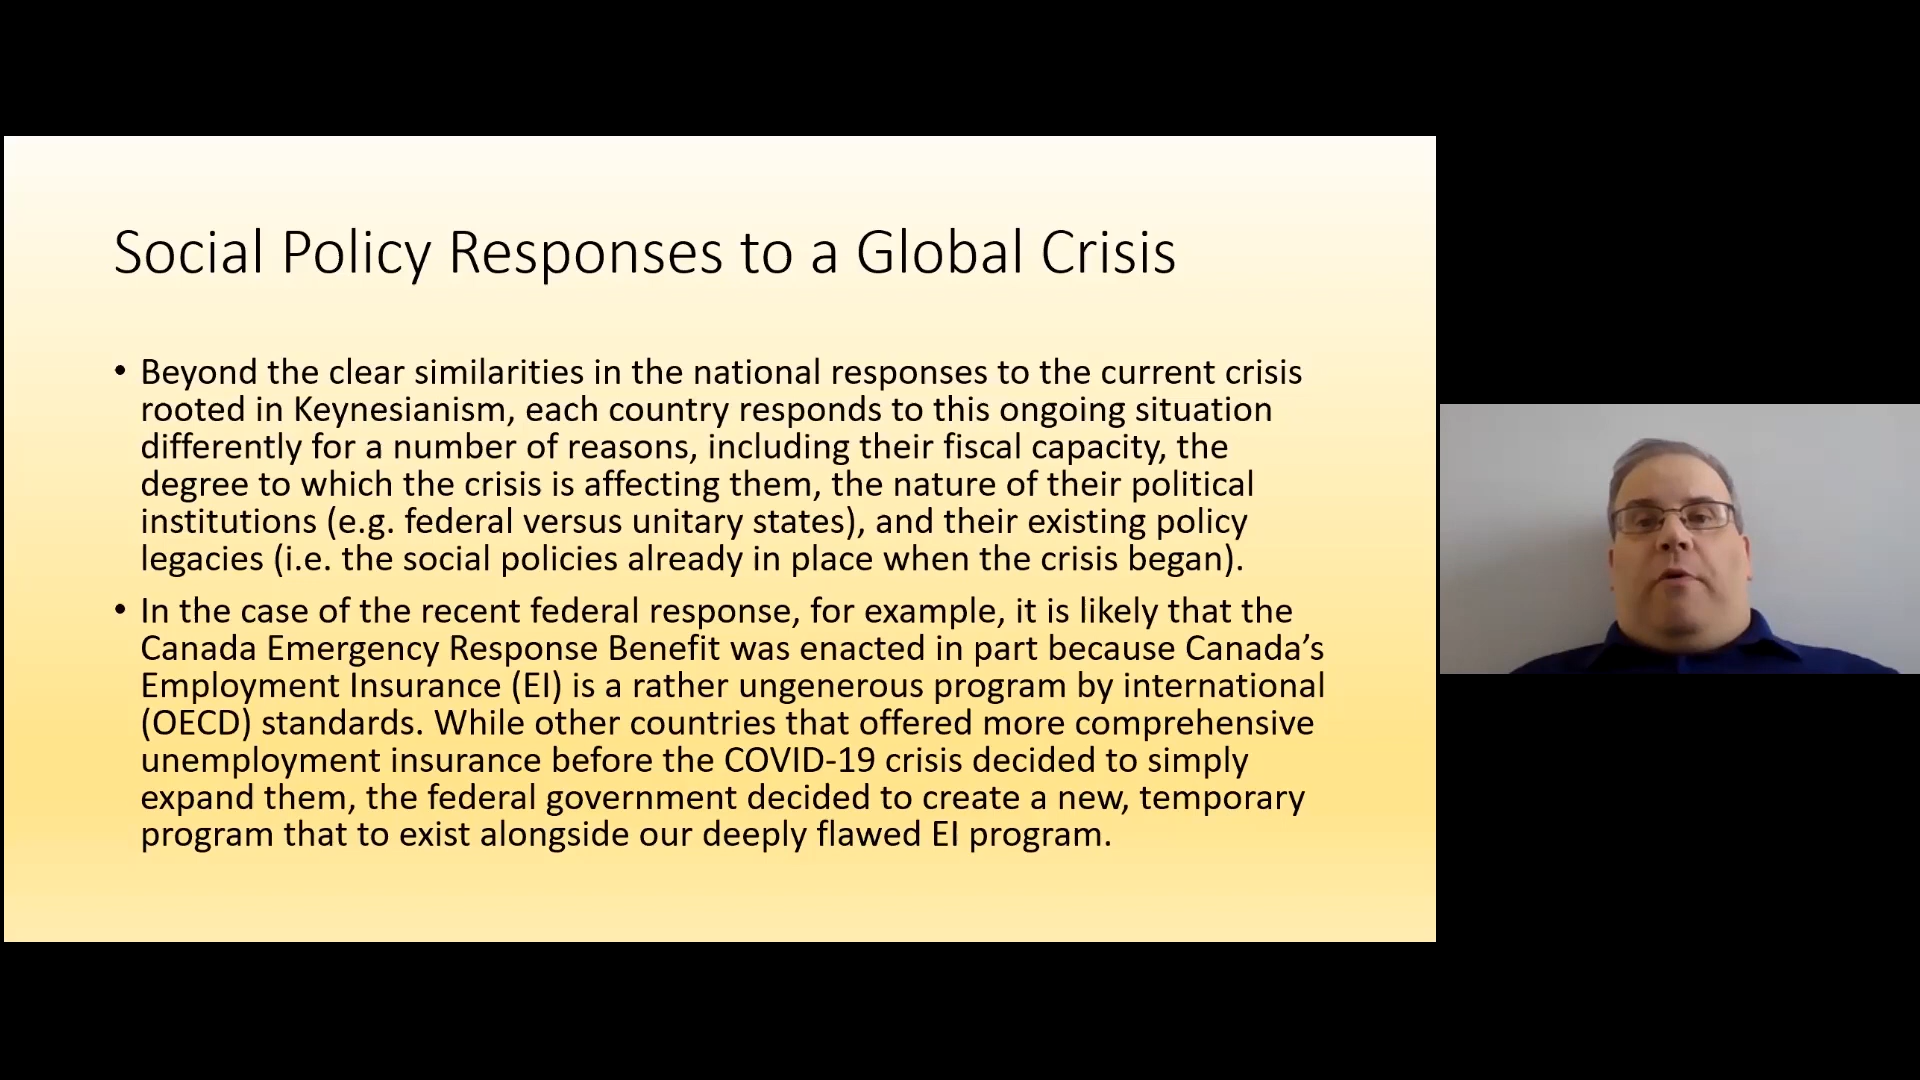 Social Policy Responses to a Global Crisis
• Beyond the clear similarities in the national responses to the current crisis
rooted in Keynesianism, each country responds to this ongoing situation
differently for a number of reasons, including their fiscal capacity, the
degree to which the crisis is affecting them, the nature of their political
institutions (e.g. federal versus unitary states), and their existing policy
legacies (i.e. the social policies already in place when the crisis began).
• In the case of the recent federal response, for example, it is likely that the
Canada Emergency Response Benefit was enacted in part because Canada’s
Employment Insurance (EI) is a rather ungenerous program by international
(OECD) standards. While other countries that offered more comprehensive
unemployment insurance before the COVID-19 crisis decided to simply
expand them, the federal government decided to create a new, temporary
program that to exist alongside our deeply flawed EI program.